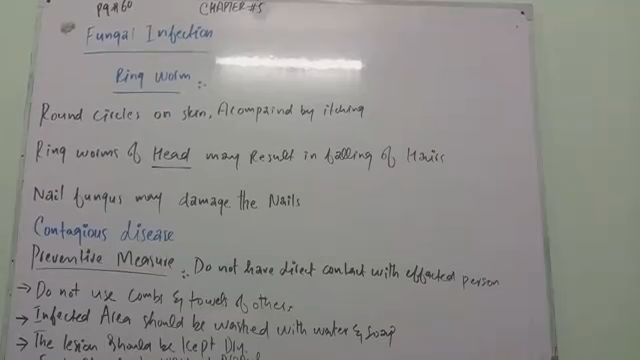 Pg#60 CHAPTER#5
Fungal Infection
Ring Worm :.
Round circles on skin, Acompaind by itching
Ring worms of Head may Result in falling of Hairs
Nail fungus may damage the Nails
Contagious disease
Preventive Measure :. Do not have direct contact with effected person
→ Do not use Combs & towels of others.
→ Infected Area should be washed with water & Soap
→ The lesion should be Kept Dry.